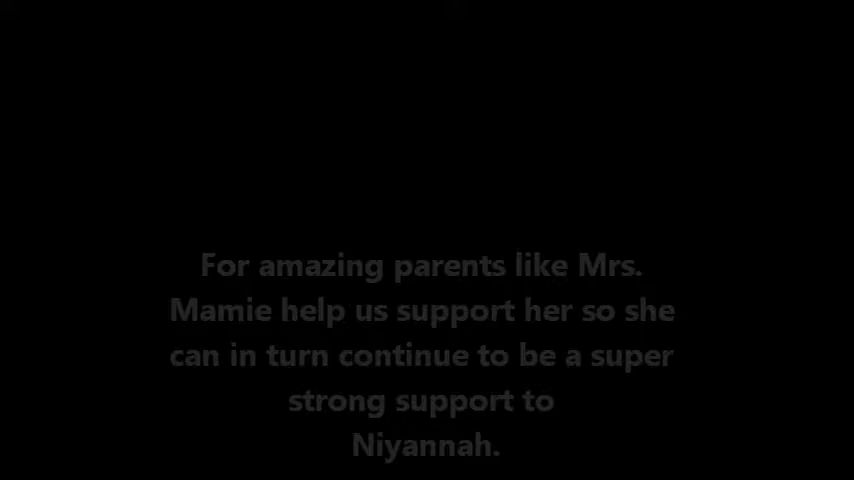 For amazing parents like Mrs.
Mamie help us support her so she
can in turn continue to be a super
strong support to
Niyannah.